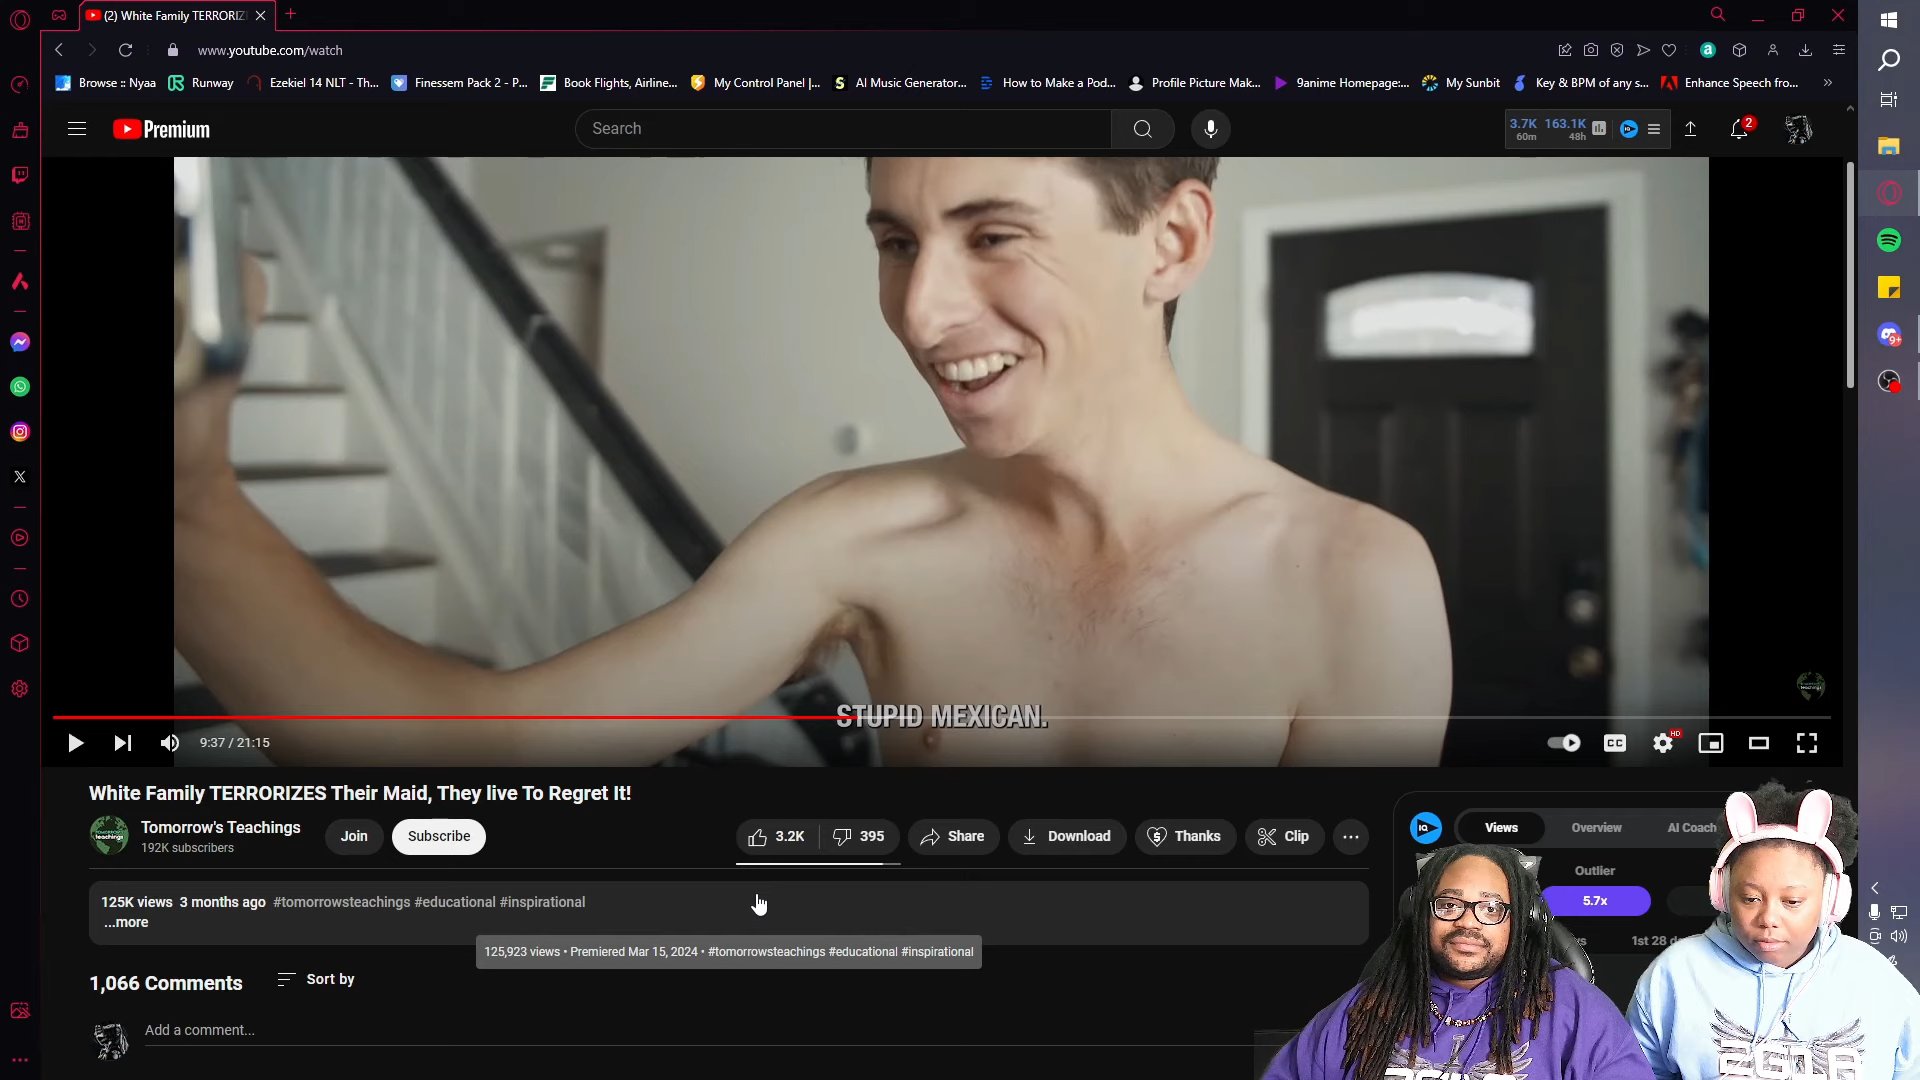 (2) White Family TERRORIZ
www.youtube.com/watch
Browse :: Nyaa
Runway
Ezekiel 14 NLT - Th...
Finessem Pack 2 - P...
Book Flights, Airline...
My Control Panel |...
AI Music Generator...
How to Make a Pod...
Profile Picture Mak...
9anime Homepage:...
My Sunbit
Key & BPM of any s...
Enhance Speech fro...
Premium
Search
3.7K 163.1K
60m 48h
2
STUPID MEXICAN.
9:37 / 21:15
CC
HD
9+
White Family TERRORIZES Their Maid, They live To Regret It!
Tomorrow's Teachings
192K subscribers
Join
Subscribe
3.2K
395
Share
Download
Thanks
Clip
125K views 3 months ago #tomorrowsteachings #educational #inspirational
...more
125,923 views • Premiered Mar 15, 2024 • #tomorrowsteachings #educational #inspirational
1,066 Comments
Sort by
Add a comment...
IQ
Views
Overview
AI Coach
Outlier
5.7x
1st 28 d